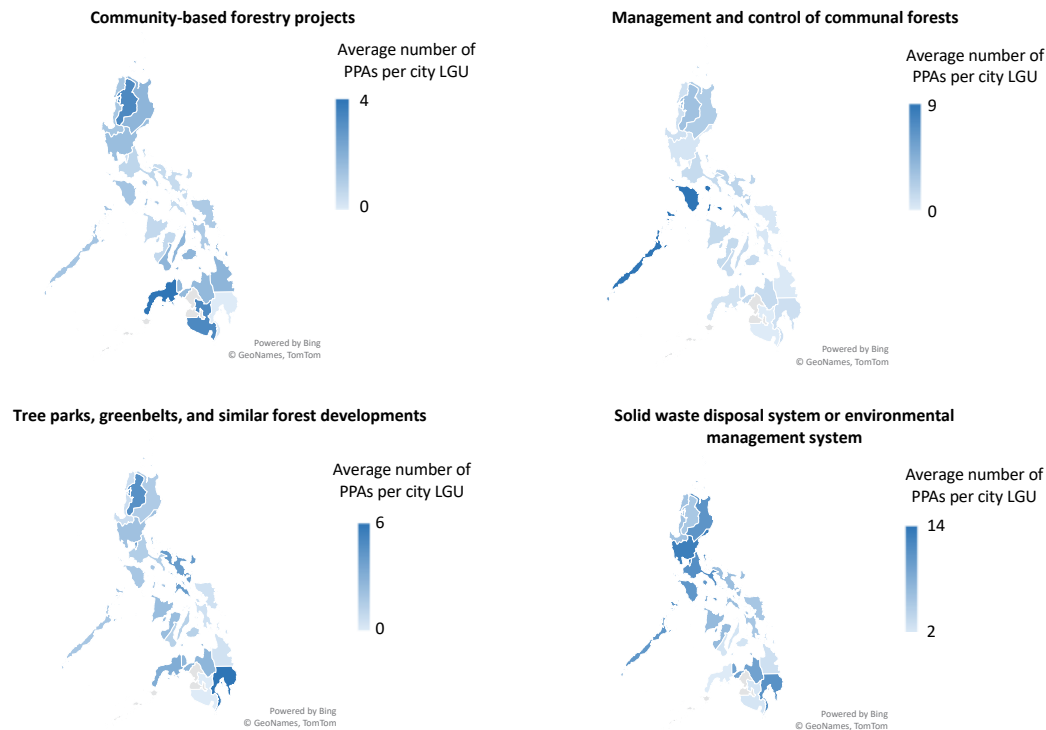 Community-based forestry projects
Average number of
PPAs per city LGU
4
0
Powered by Bing
© GeoNames, TomTom
Management and control of communal forests
Average number of
PPAs per city LGU
9
0
Powered by Bing
© GeoNames, TomTom
Tree parks, greenbelts, and similar forest developments
Average number of
PPAs per city LGU
6
0
Powered by Bing
© GeoNames, TomTom
Solid waste disposal system or environmental
management system
Average number of
PPAs per city LGU
14
2
Powered by Bing
© GeoNames, TomTom